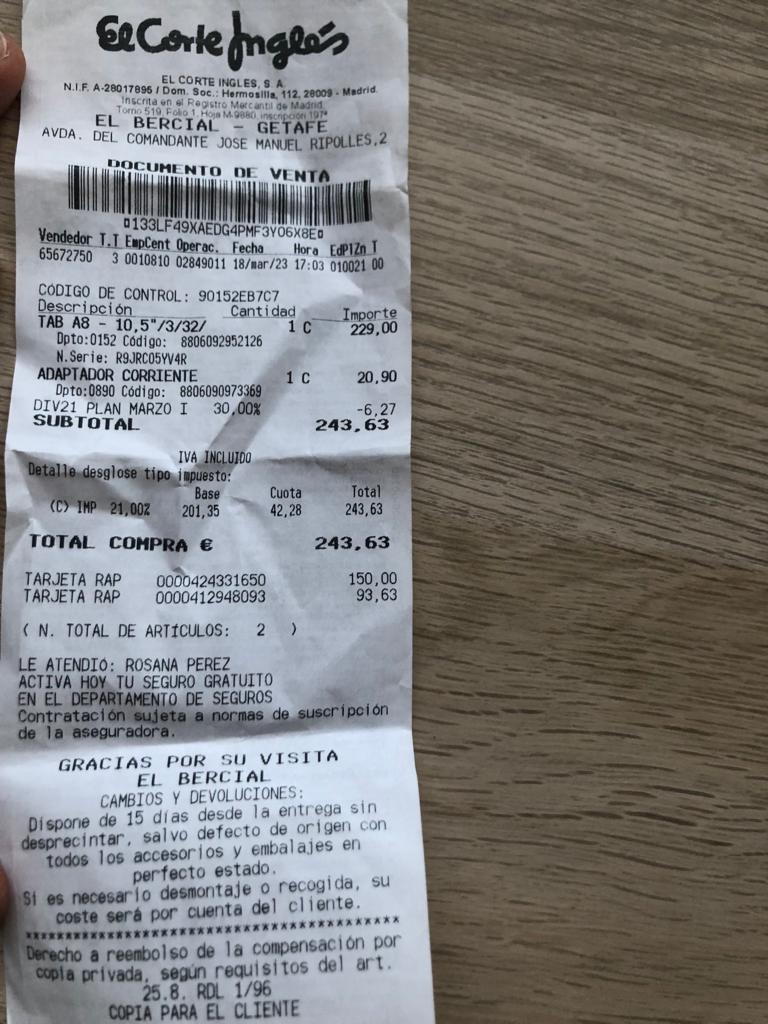 El Corte Inglés
EL CORTE INGLES, S.A.
N.I.F. A-28017895 / Dom. Soc.: Hermosilla, 112, 28009 - Madrid.
Inscrita en el Registro Mercantil de Madrid,
Tomo 519, Folio 1, Hoja M-9880, inscripción 197ª
EL BERCIAL - GETAFE
AVDA. DEL COMANDANTE JOSE MANUEL RIPOLLES,2
DOCUMENTO DE VENTA
133LF49XAEDG4PMF3Y06X8E
Vendedor T.T EmpCent Operac. Fecha Hora EdPlZn T
65672750 3 0010810 02849011 18/mar/23 17:03 010021 00
CÓDIGO DE CONTROL: 90152EB7C7
Descripción Cantidad Importe
TAB A8 - 10,5"/3/32/ 1 C 229,00
Dpto:0152 Código: 8806092952126
N.Serie: R9JRC05YV4R
ADAPTADOR CORRIENTE 1 C 20,90
Dpto:0890 Código: 8806090973369
DIV21 PLAN MARZO I 30,00% -6,27
SUBTOTAL 243,63
IVA INCLUIDO
Detalle desglose tipo impuesto:
Base Cuota Total
(C) IMP 21,00% 201,35 42,28 243,63
TOTAL COMPRA € 243,63
TARJETA RAP 0000424331650 150,00
TARJETA RAP 0000412948093 93,63
( N. TOTAL DE ARTÍCULOS: 2 )
LE ATENDIÓ: ROSANA PEREZ
ACTIVA HOY TU SEGURO GRATUITO
EN EL DEPARTAMENTO DE SEGUROS
Contratación sujeta a normas de suscripción
de la aseguradora.
GRACIAS POR SU VISITA
EL BERCIAL
CAMBIOS Y DEVOLUCIONES:
Dispone de 15 días desde la entrega sin
desprecintar, salvo defecto de origen con
todos los accesorios y embalajes en
perfecto estado.
Si es necesario desmontaje o recogida, su
coste será por cuenta del cliente.
******************************************
Derecho a reembolso de la compensación por
copia privada, según requisitos del art.
25.8. RDL 1/96
COPIA PARA EL CLIENTE